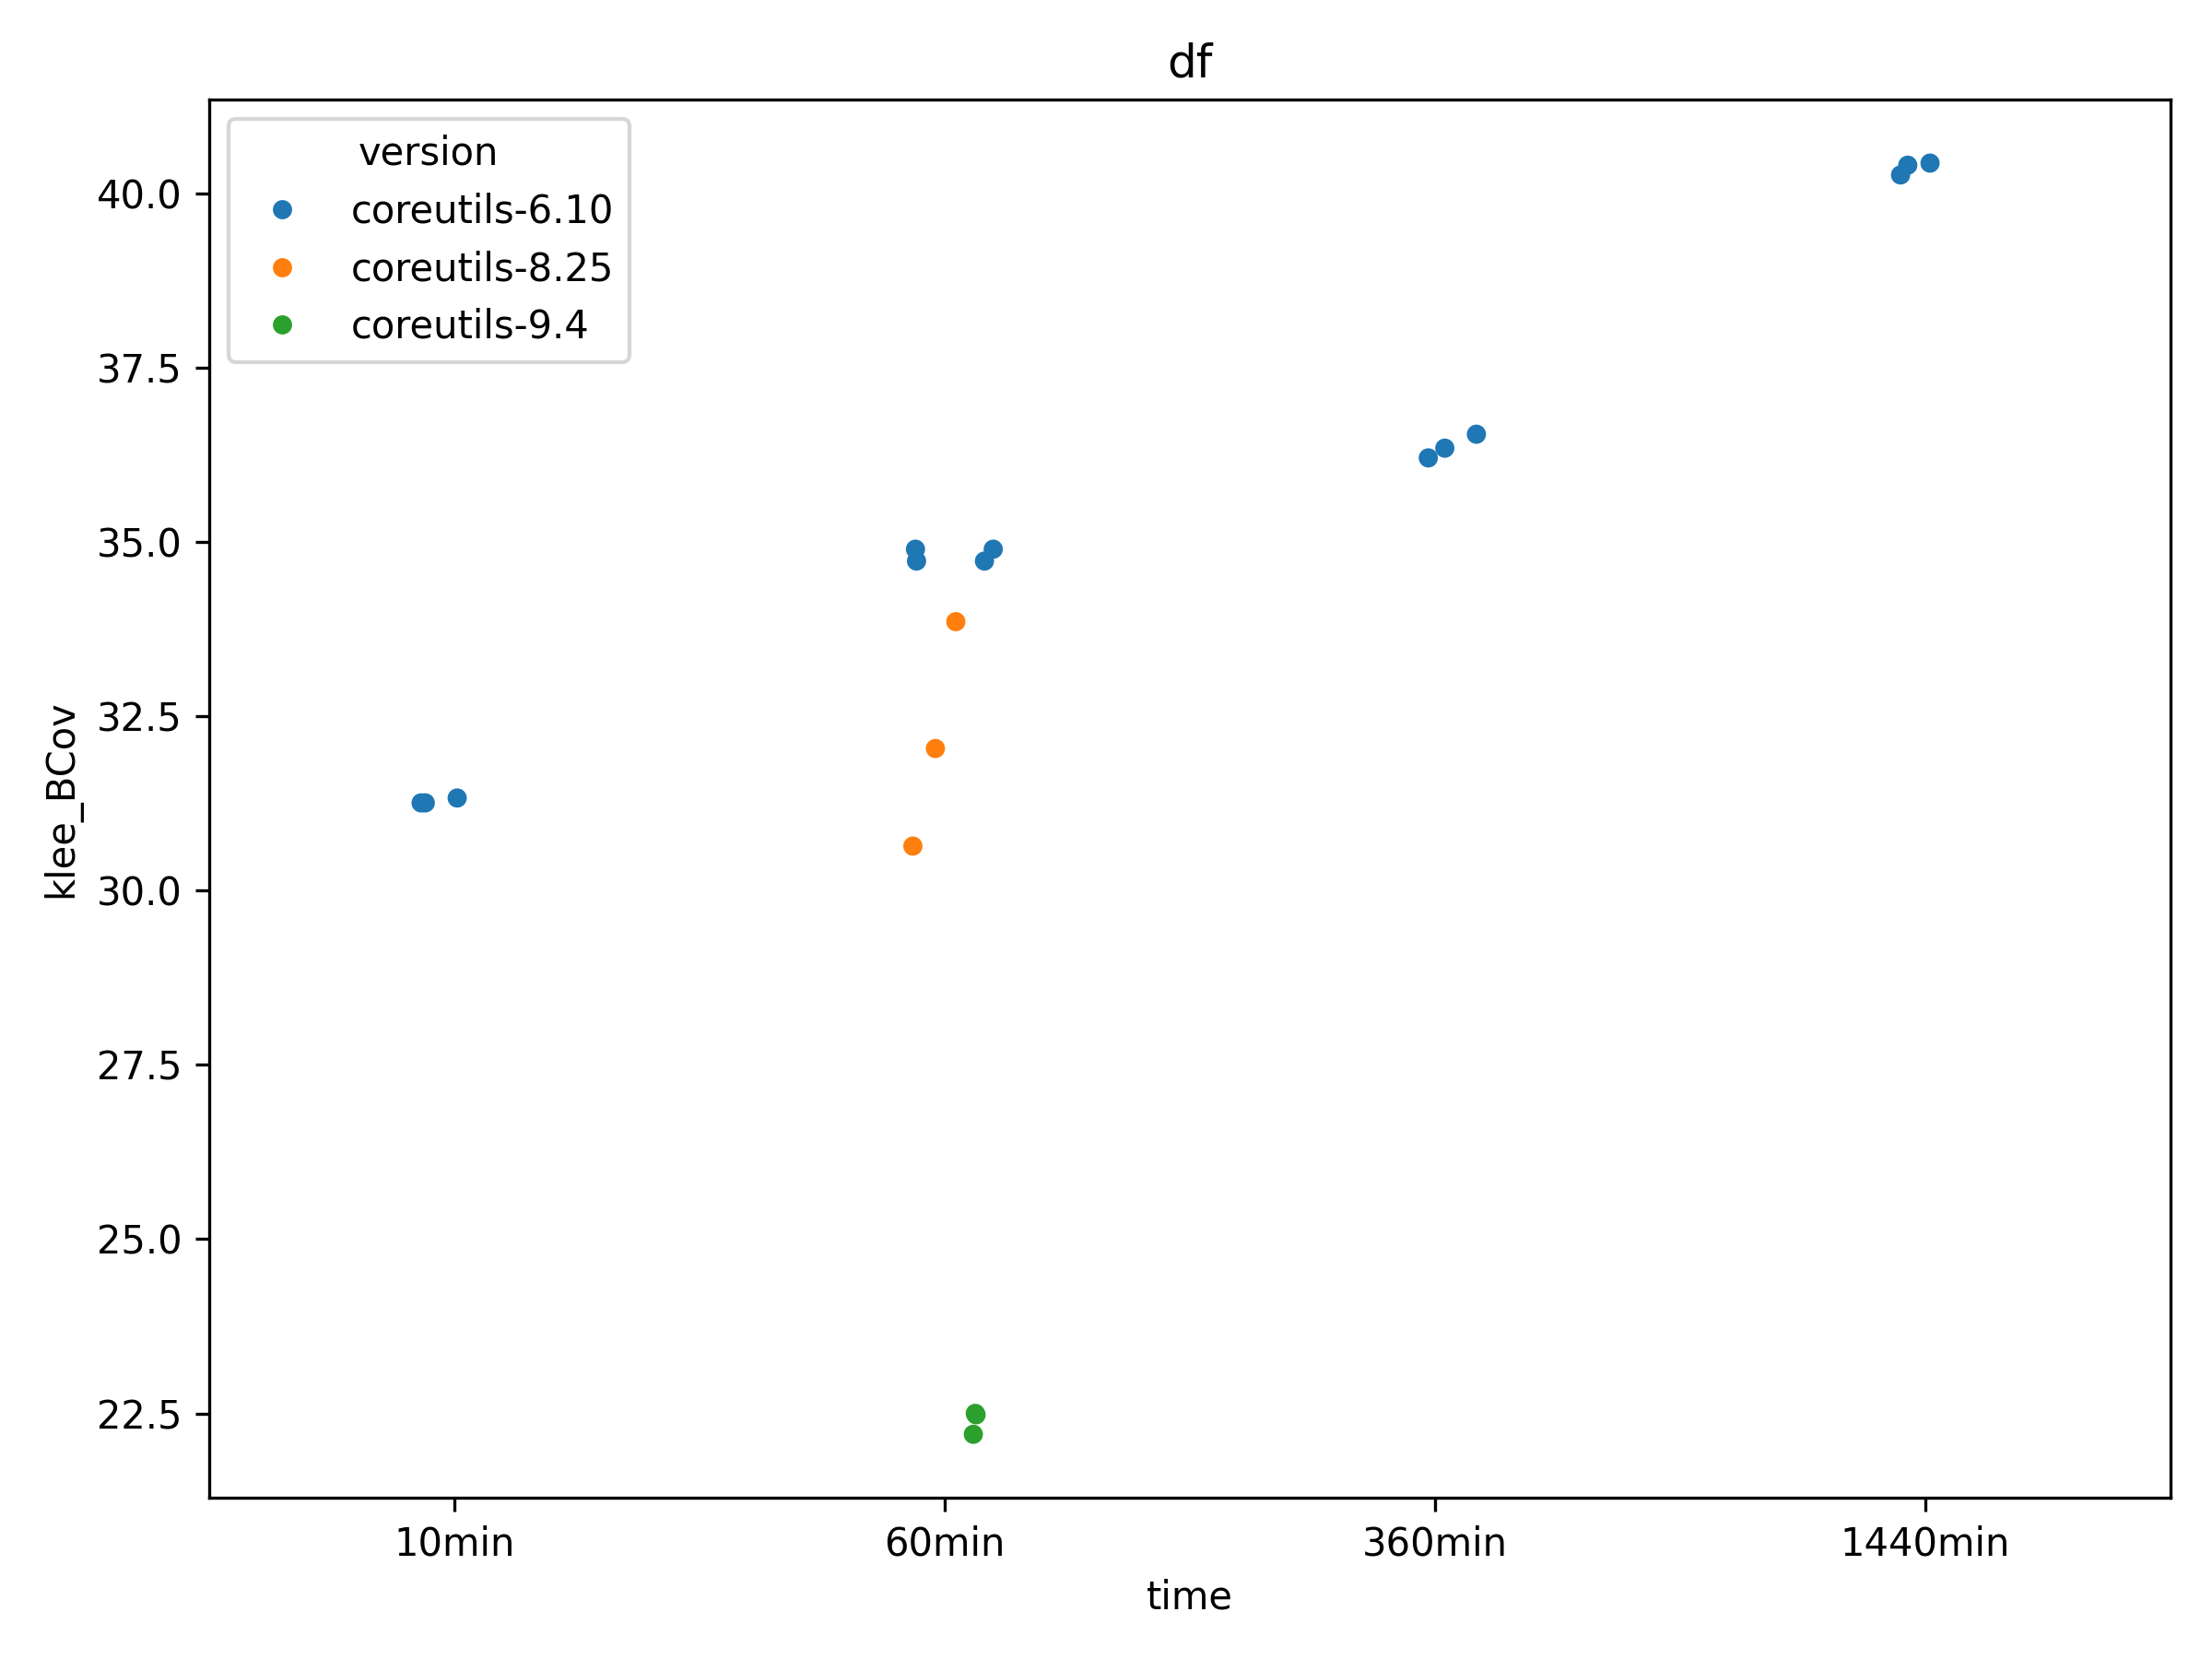 df
version
coreutils-6.10
coreutils-8.25
coreutils-9.4
40.0
37.5
35.0
32.5
30.0
27.5
25.0
22.5
klee_BCov
10min 60min 360min 1440min
time